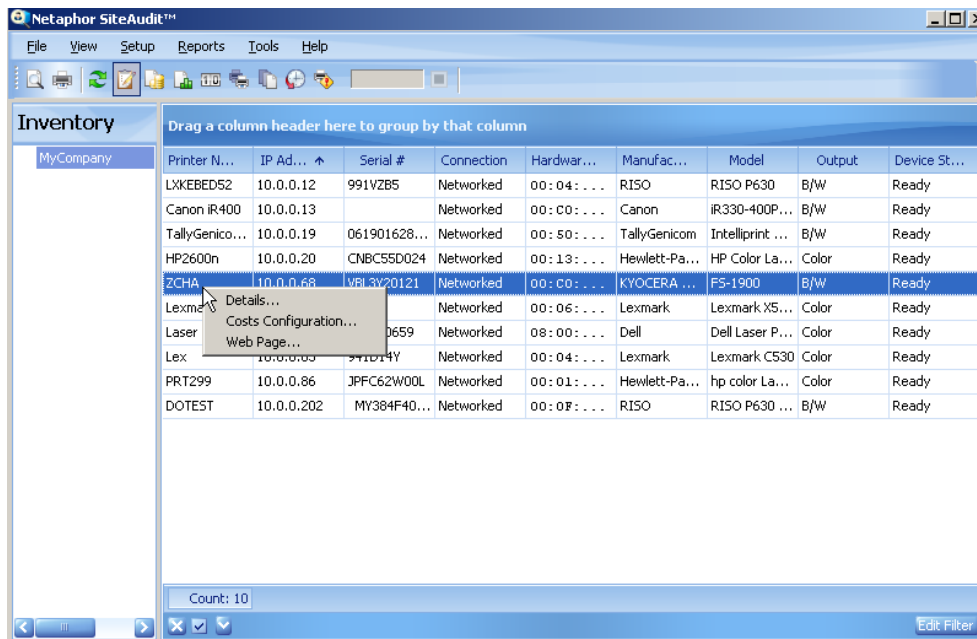 Netaphor SiteAudit™
File View Setup Reports Tools Help
Inventory
Drag a column header here to group by that column
MyCompany
Printer N... IP Ad... Serial # Connection Hardwar... Manufac... Model Output Device St...
LXKEBED52 10.0.0.12 991VZB5 Networked 00:04:... RISO RISO P630 B/W Ready
Canon iR400 10.0.0.13 Networked 00:C0:... Canon iR330-400P... B/W Ready
TallyGenico... 10.0.0.19 061901628... Networked 00:50:... TallyGenicom Intelliprint ... B/W Ready
HP2600n 10.0.0.20 CNBC55D024 Networked 00:13:... Hewlett-Pa... HP Color La... Color Ready
ZCHA 10.0.0.68 VBL3Y20121 Networked 00:C0:... KYOCERA ... FS-1900 B/W Ready
Networked 00:06:... Lexmark Lexmark X5... Color Ready
Laser 0659 Networked 08:00:... Dell Dell Laser P... Color Ready
Lex Networked 00:04:... Lexmark Lexmark C530 Color Ready
PRT299 10.0.0.86 JPFC62W00L Networked 00:01:... Hewlett-Pa... hp color La... Color Ready
DOTEST 10.0.0.202 MY384F40... Networked 00:0F:... RISO RISO P630 ... B/W Ready
Details...
Costs Configuration...
Web Page...
Count: 10
Edit Filter